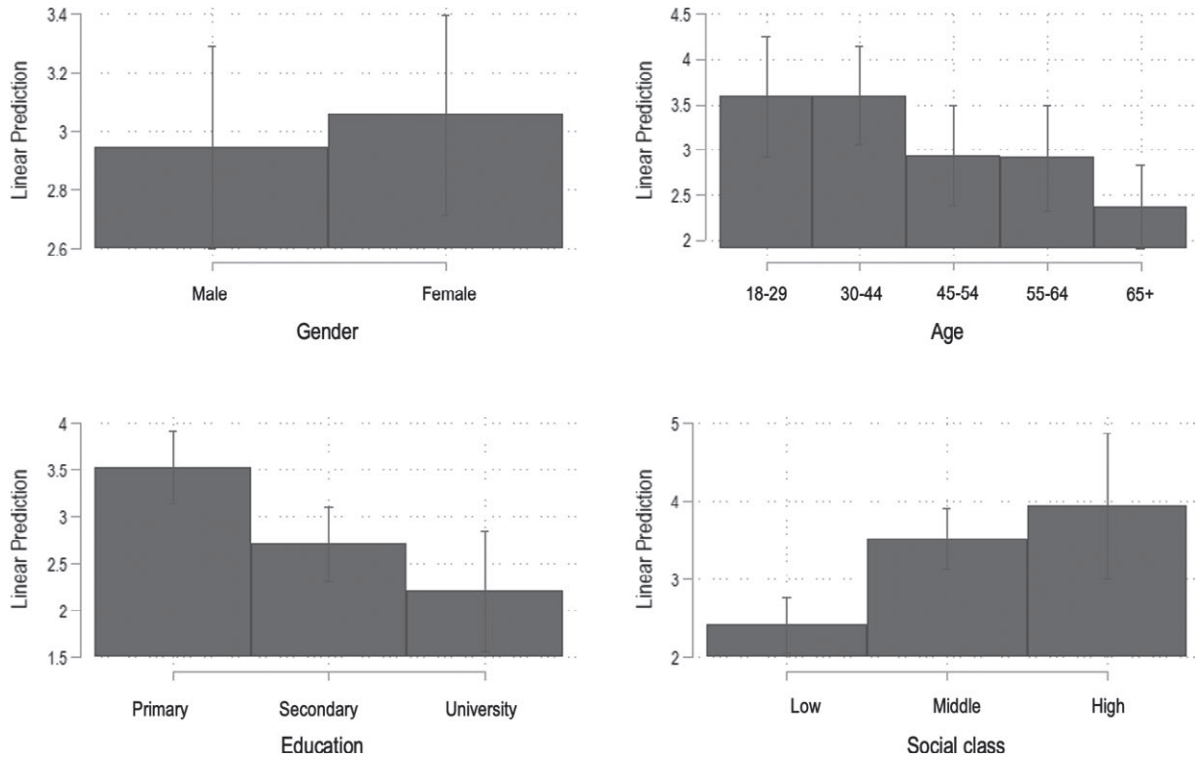 3.4
3.2
3
2.8
2.6
Linear Prediction
Male Female
Gender
4.5
4
3.5
3
2.5
2
Linear Prediction
18-29 30-44 45-54 55-64 65+
Age
4
3.5
3
2.5
2
1.5
Linear Prediction
Primary Secondary University
Education
5
4
3
2
Linear Prediction
Low Middle High
Social class